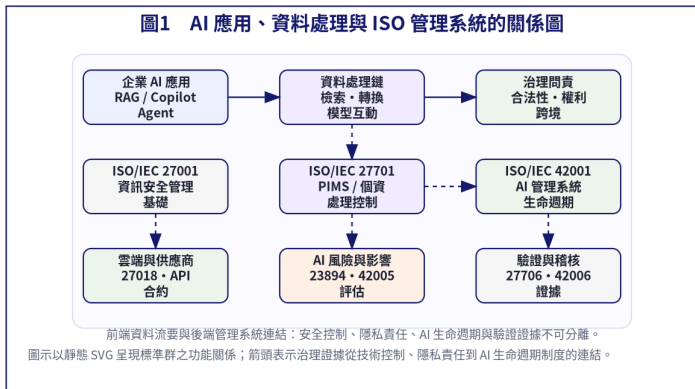 圖1 AI 應用、資料處理與 ISO 管理系統的關係圖
企業 AI 應用
RAG / Copilot
Agent
資料處理鏈
檢索・轉換
模型互動
治理問責
合法性・權利
跨境
ISO/IEC 27001
資訊安全管理
基礎
ISO/IEC 27701
PIMS / 個資
處理控制
ISO/IEC 42001
AI 管理系統
生命週期
雲端與供應商
27018・API
合約
AI 風險與影響
23894・42005
評估
驗證與稽核
27706・42006
證據
前端資料流要與後端管理系統連結：安全控制、隱私責任、AI 生命週期與驗證證據不可分離。
圖示以靜態 SVG 呈現標準群之功能關係；箭頭表示治理證據從技術控制、隱私責任到 AI 生命週期制度的連結。